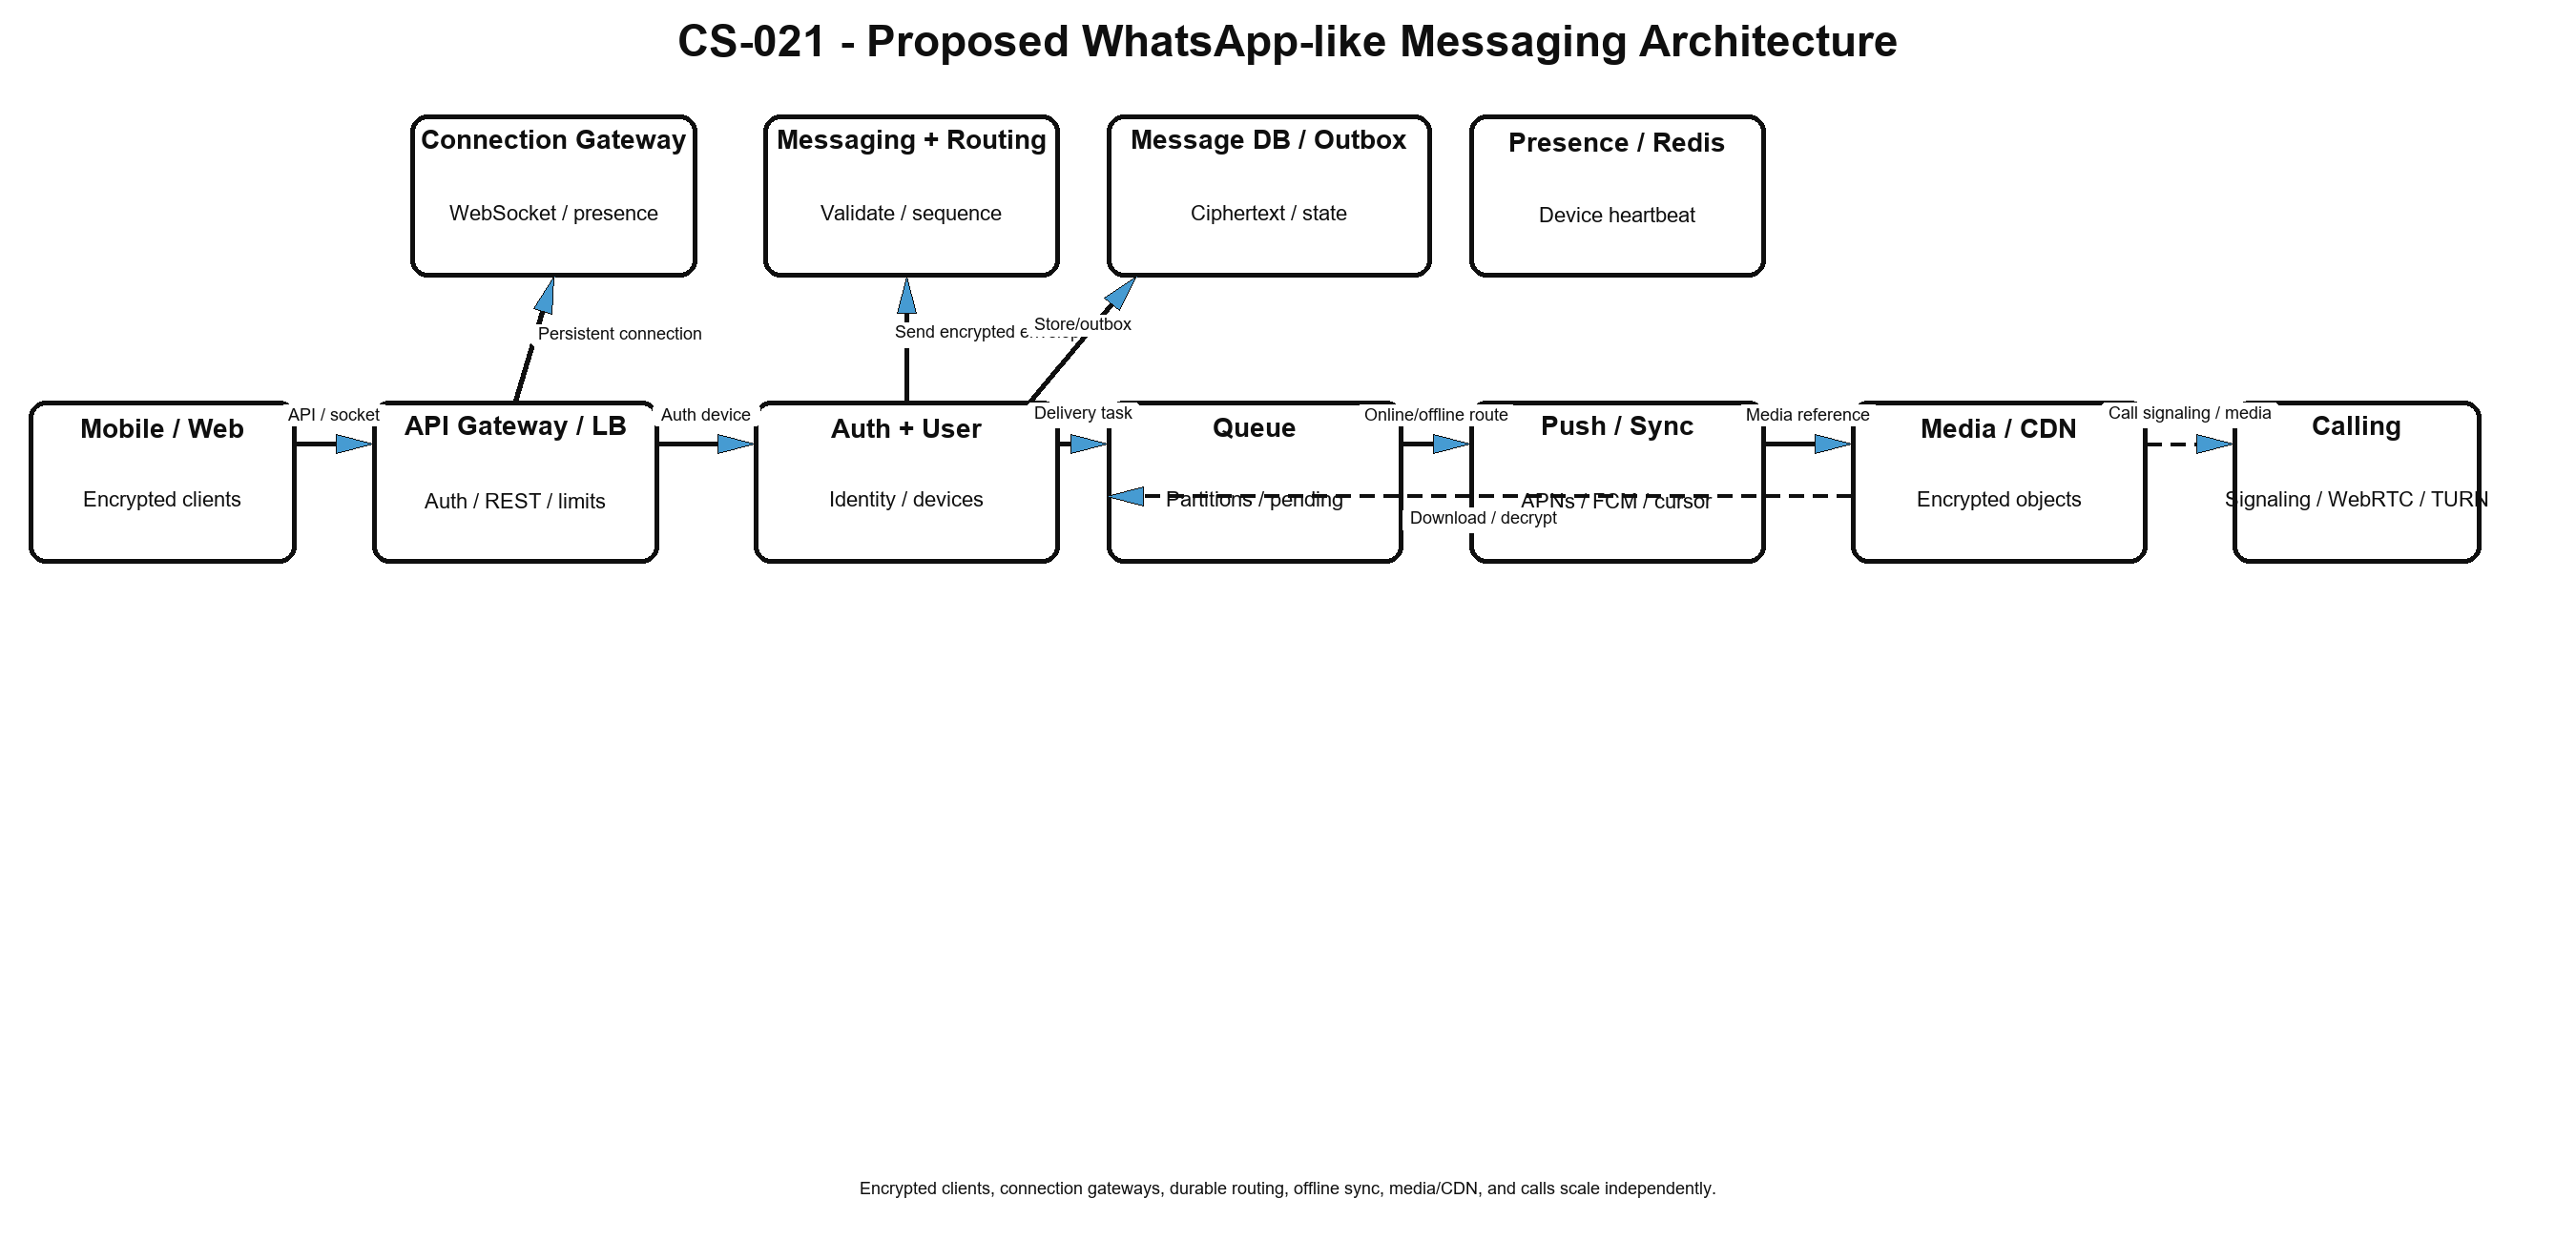 CS-021 - Proposed WhatsApp-like Messaging Architecture
Connection Gateway
WebSocket / presence
Messaging + Routing
Validate / sequence
Message DB / Outbox
Ciphertext / state
Presence / Redis
Device heartbeat
Persistent connection
Send encrypted
Store/outbox
Mobile / Web
Encrypted clients
API / socket
API Gateway / LB
Auth / REST / limits
Auth device
Auth + User
Identity / devices
Delivery task
Queue
Partitions / pending
Online/offline route
Push / Sync
APNs / FCM / cursor
Download / decrypt
Media reference
Media / CDN
Encrypted objects
Call signaling / media
Calling
Signaling / WebRTC / TURN
Encrypted clients, connection gateways, durable routing, offline sync, media/CDN, and calls scale independently.